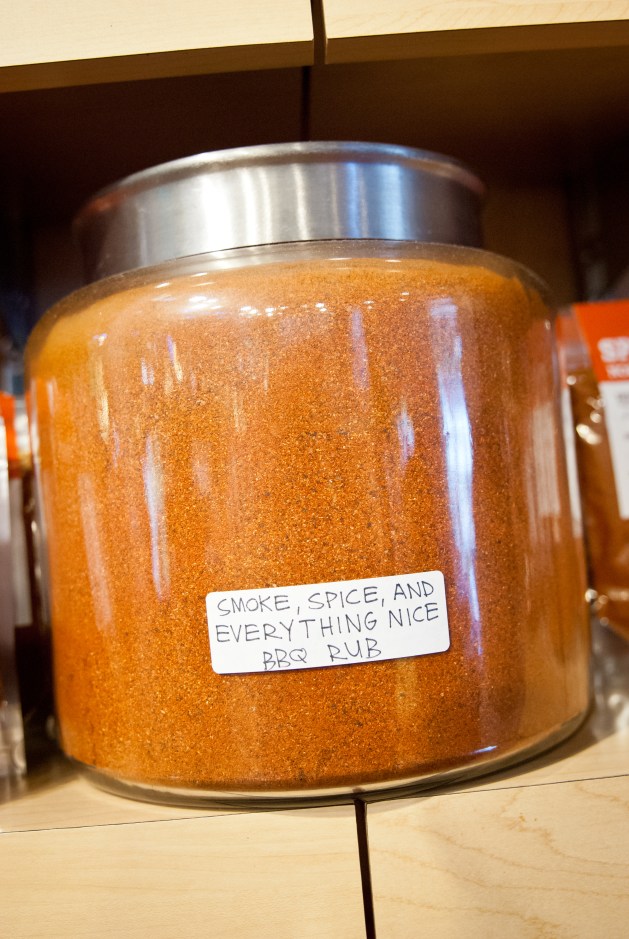 SMOKE, SPICE, AND
EVERYTHING NICE
BBQ RUB